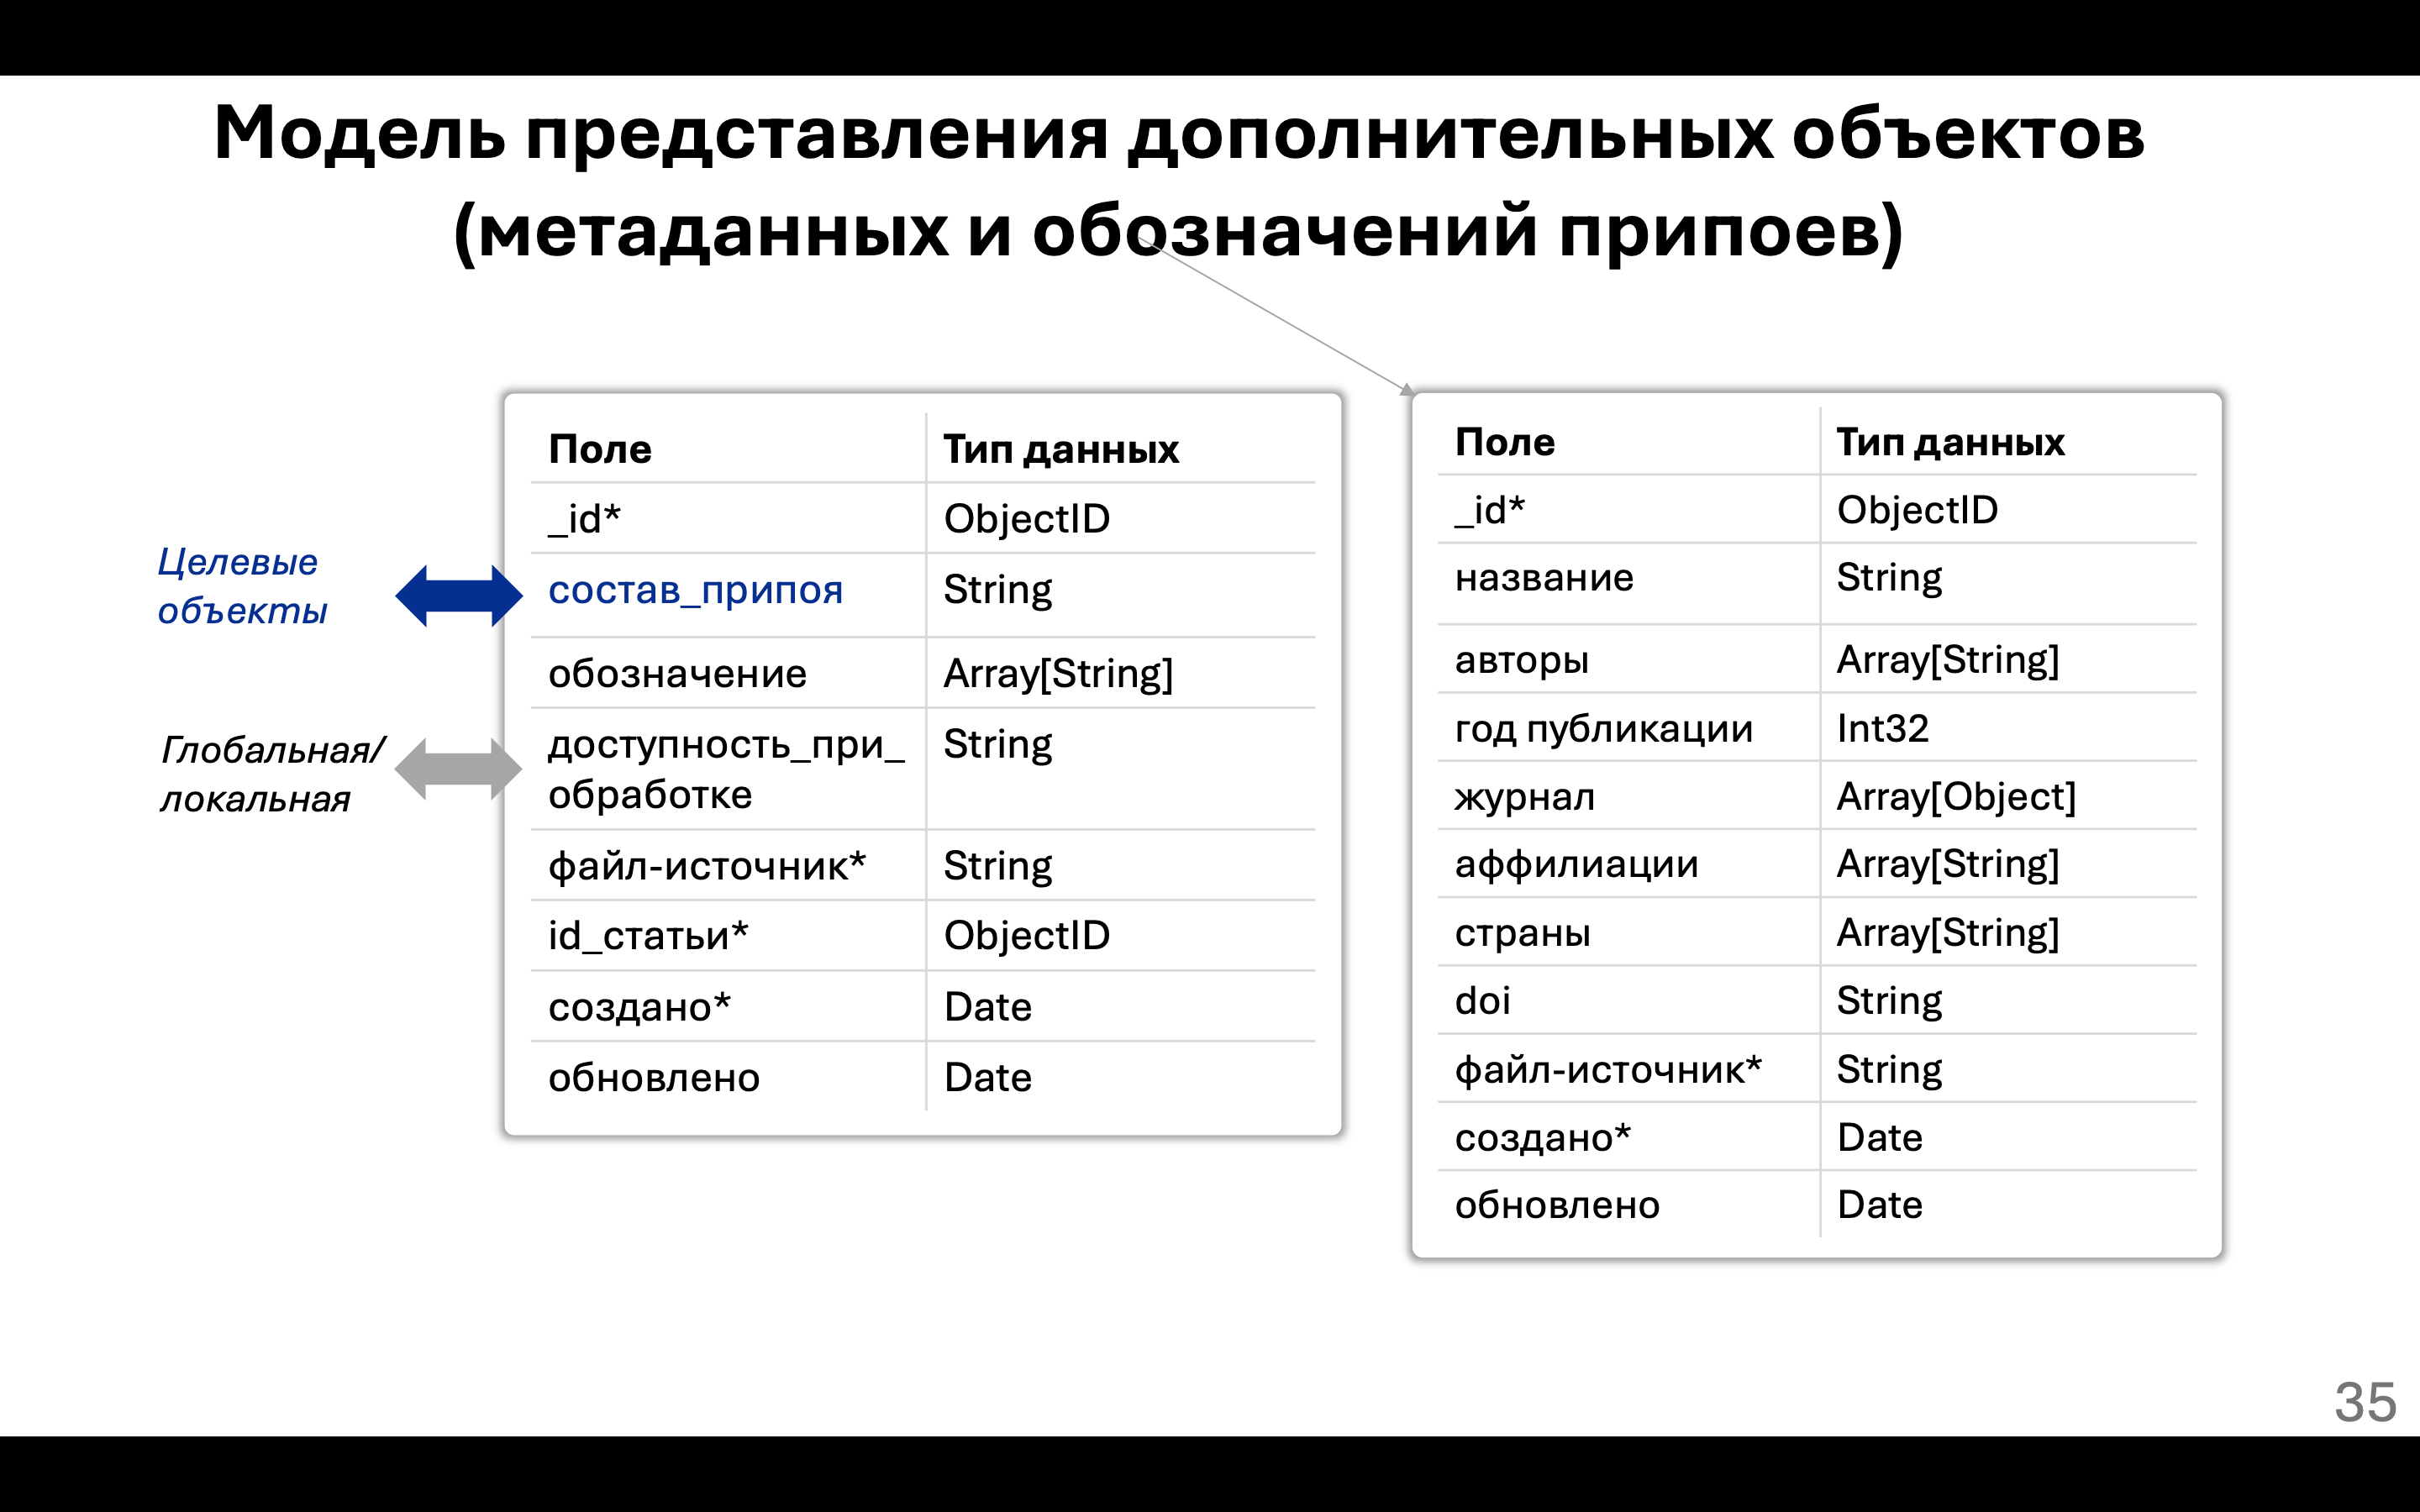 Модель представления дополнительных объектов
(метаданных и обозначений припоев)
Целевые
объекты
Глобальная/
локальная
Поле Тип данных
_id* ObjectID
состав_припоя String
обозначение Array[String]
доступность_при_ String
обработке
файл-источник* String
id_статьи* ObjectID
создано* Date
обновлено Date
Поле Тип данных
_id* ObjectID
название String
авторы Array[String]
год публикации Int32
журнал Array[Object]
аффилиации Array[String]
страны Array[String]
doi String
файл-источник* String
создано* Date
обновлено Date
35